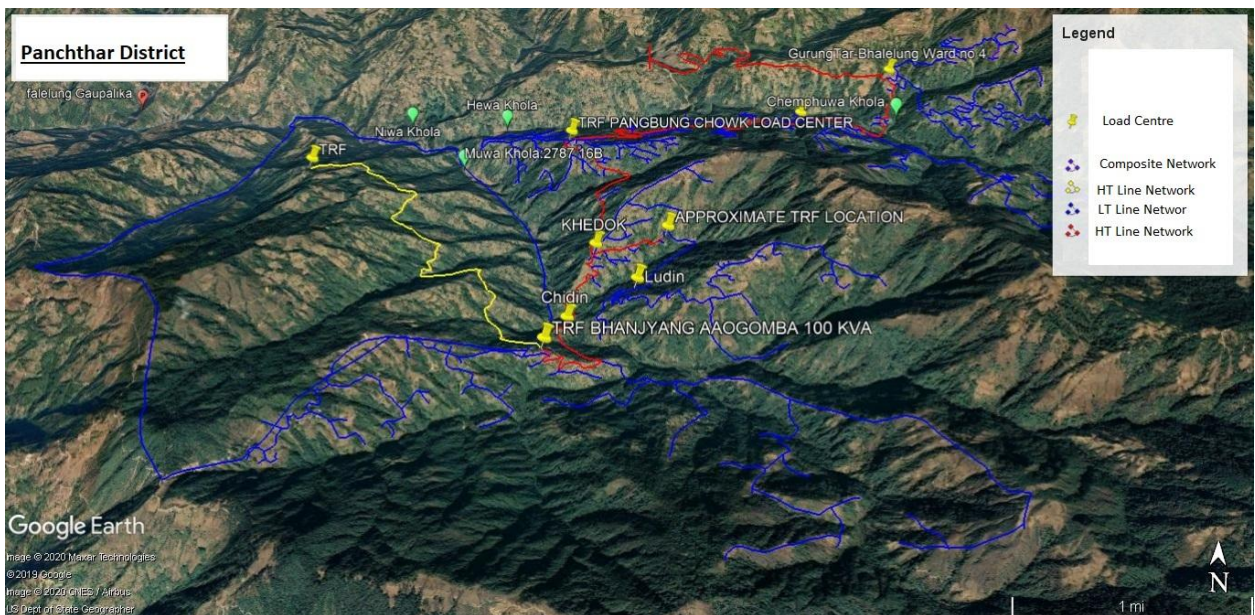 Panchthar District
Legend
Load Centre
Composite Network
HT Line Network
LT Line Networ
HT Line Network
GurungTar-Bhalelung Ward no 4
falelung Gaupalika
Hewa Khola
Chemphuwa Khola
Niwa Khola
TRF PANGBUNG CHOWK LOAD CENTER
TRF
Muwa Khola:2787.16B
APPROXIMATE TRF LOCATION
KHEDOK
Ludin
Chidin
TRF BHANJYANG AAOGOMBA 100 KVA
Google Earth
Image © 2020 Maxar Technologies
© 2019 Google
Image © 2020 CNES / Airbus
US Dept of State Geographer
N
1 mi